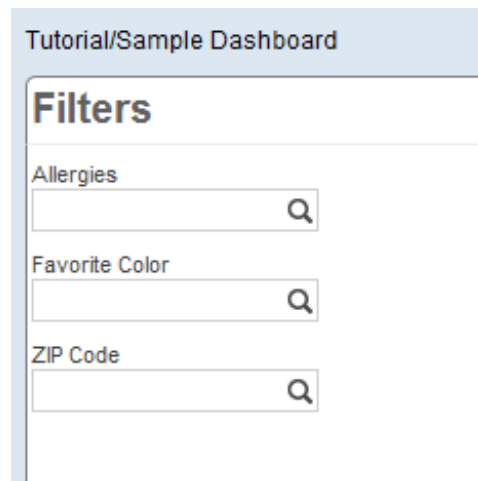 Tutorial/Sample Dashboard
Filters
Allergies
Favorite Color
ZIP Code